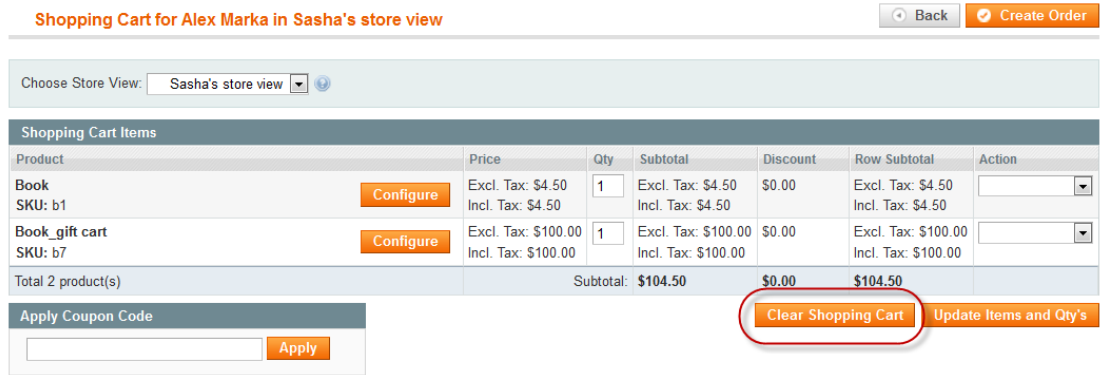 Shopping Cart for Alex Marka in Sasha's store view
Back
Create Order
Choose Store View: Sasha's store view
Shopping Cart Items
Product Price Qty Subtotal Discount Row Subtotal Action
Book Configure Excl. Tax: $4.50 1 Excl. Tax: $4.50 $0.00 Excl. Tax: $4.50
SKU: b1 Incl. Tax: $4.50 Incl. Tax: $4.50 Incl. Tax: $4.50
Book_gift cart Configure Excl. Tax: $100.00 1 Excl. Tax: $100.00 $0.00 Excl. Tax: $100.00
SKU: b7 Incl. Tax: $100.00 Incl. Tax: $100.00 Incl. Tax: $100.00
Total 2 product(s) Subtotal: $104.50 $0.00 $104.50
Apply Coupon Code
Clear Shopping Cart
Update Items and Qty's
Apply